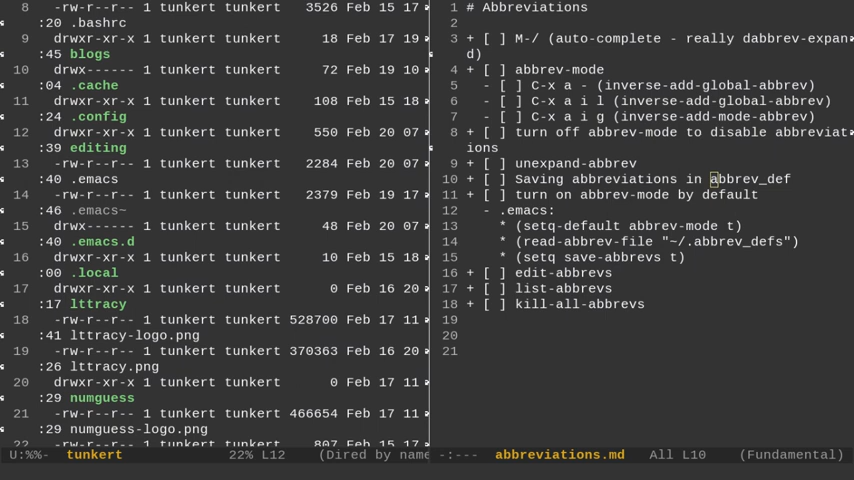 8 -rw-r--r-- 1 tunkert tunkert 3526 Feb 15 17
:20 .bashrc
9 drwxr-xr-x 1 tunkert tunkert 18 Feb 17 19
:45 blogs
10 drwx------ 1 tunkert tunkert 72 Feb 19 10
:04 .cache
11 drwxr-xr-x 1 tunkert tunkert 108 Feb 15 18
:24 .config
12 drwxr-xr-x 1 tunkert tunkert 550 Feb 20 07
:39 editing
13 -rw-r--r-- 1 tunkert tunkert 2284 Feb 20 07
:40 .emacs
14 -rw-r--r-- 1 tunkert tunkert 2379 Feb 19 17
:46 .emacs~
15 drwx------ 1 tunkert tunkert 48 Feb 20 07
:40 .emacs.d
16 drwxr-xr-x 1 tunkert tunkert 10 Feb 15 18
:00 .local
17 drwxr-xr-x 1 tunkert tunkert 0 Feb 16 20
:17 lttracy
18 -rw-r--r-- 1 tunkert tunkert 528700 Feb 17 11
:41 lttracy-logo.png
19 -rw-r--r-- 1 tunkert tunkert 370363 Feb 16 20
:26 lttracy.png
20 drwxr-xr-x 1 tunkert tunkert 0 Feb 17 11
:29 numguess
21 -rw-r--r-- 1 tunkert tunkert 466654 Feb 17 11
:29 numguess-logo.png
22 -rw-r--r-- 1 tunkert tunkert 807 Feb 15 17
U:%%- tunkert 22% L12 (Dired by name
1 # Abbreviations
2
3 + [ ] M-/ (auto-complete - really dabbrev-expan
d)
4 + [ ] abbrev-mode
5 - [ ] C-x a - (inverse-add-global-abbrev)
6 - [ ] C-x a i l (inverse-add-global-abbrev)
7 - [ ] C-x a i g (inverse-add-mode-abbrev)
8 + [ ] turn off abbrev-mode to disable abbreviat
ions
9 + [ ] unexpand-abbrev
10 + [ ] Saving abbreviations in abbrev_def
11 + [ ] turn on abbrev-mode by default
12 - .emacs:
13 * (setq-default abbrev-mode t)
14 * (read-abbrev-file "~/.abbrev_defs")
15 * (setq save-abbrevs t)
16 + [ ] edit-abbrevs
17 + [ ] list-abbrevs
18 + [ ] kill-all-abbrevs
19
20
21
-:--- abbreviations.md All L10 (Fundamental)